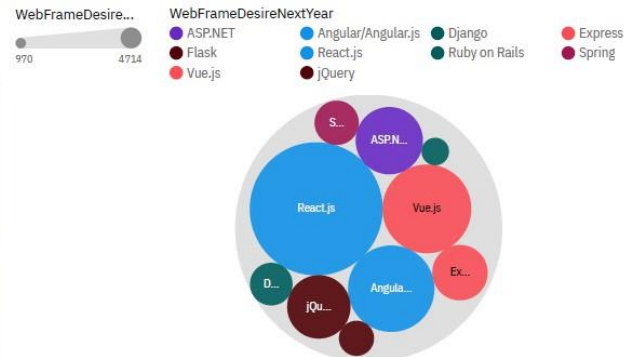 WebFrameDesire...
970
4714
WebFrameDesireNextYear
ASP.NET
Angular/Angular.js
Django
Express
Flask
React.js
Ruby on Rails
Spring
Vue.js
jQuery
S...
ASP.N...
React.js
Vue.js
D...
Ex...
jQu...
Angula...